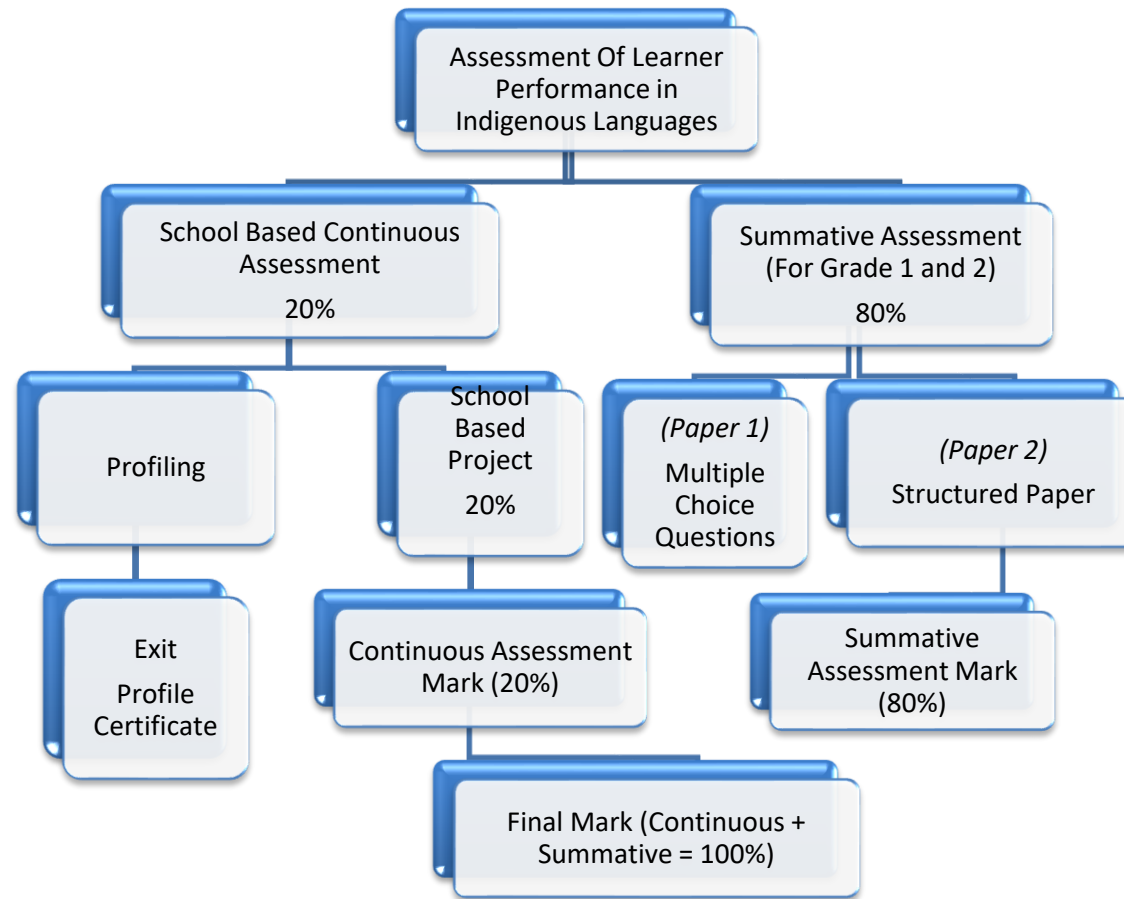 Assessment Of Learner
Performance in
Indigenous Languages
School Based Continuous
Assessment
20%
Summative Assessment
(For Grade 1 and 2)
80%
Profiling
School
Based
Project
20%
(Paper 1)
Multiple
Choice
Questions
(Paper 2)
Structured Paper
Exit
Profile
Certificate
Continuous Assessment
Mark (20%)
Summative
Assessment Mark
(80%)
Final Mark (Continuous +
Summative = 100%)